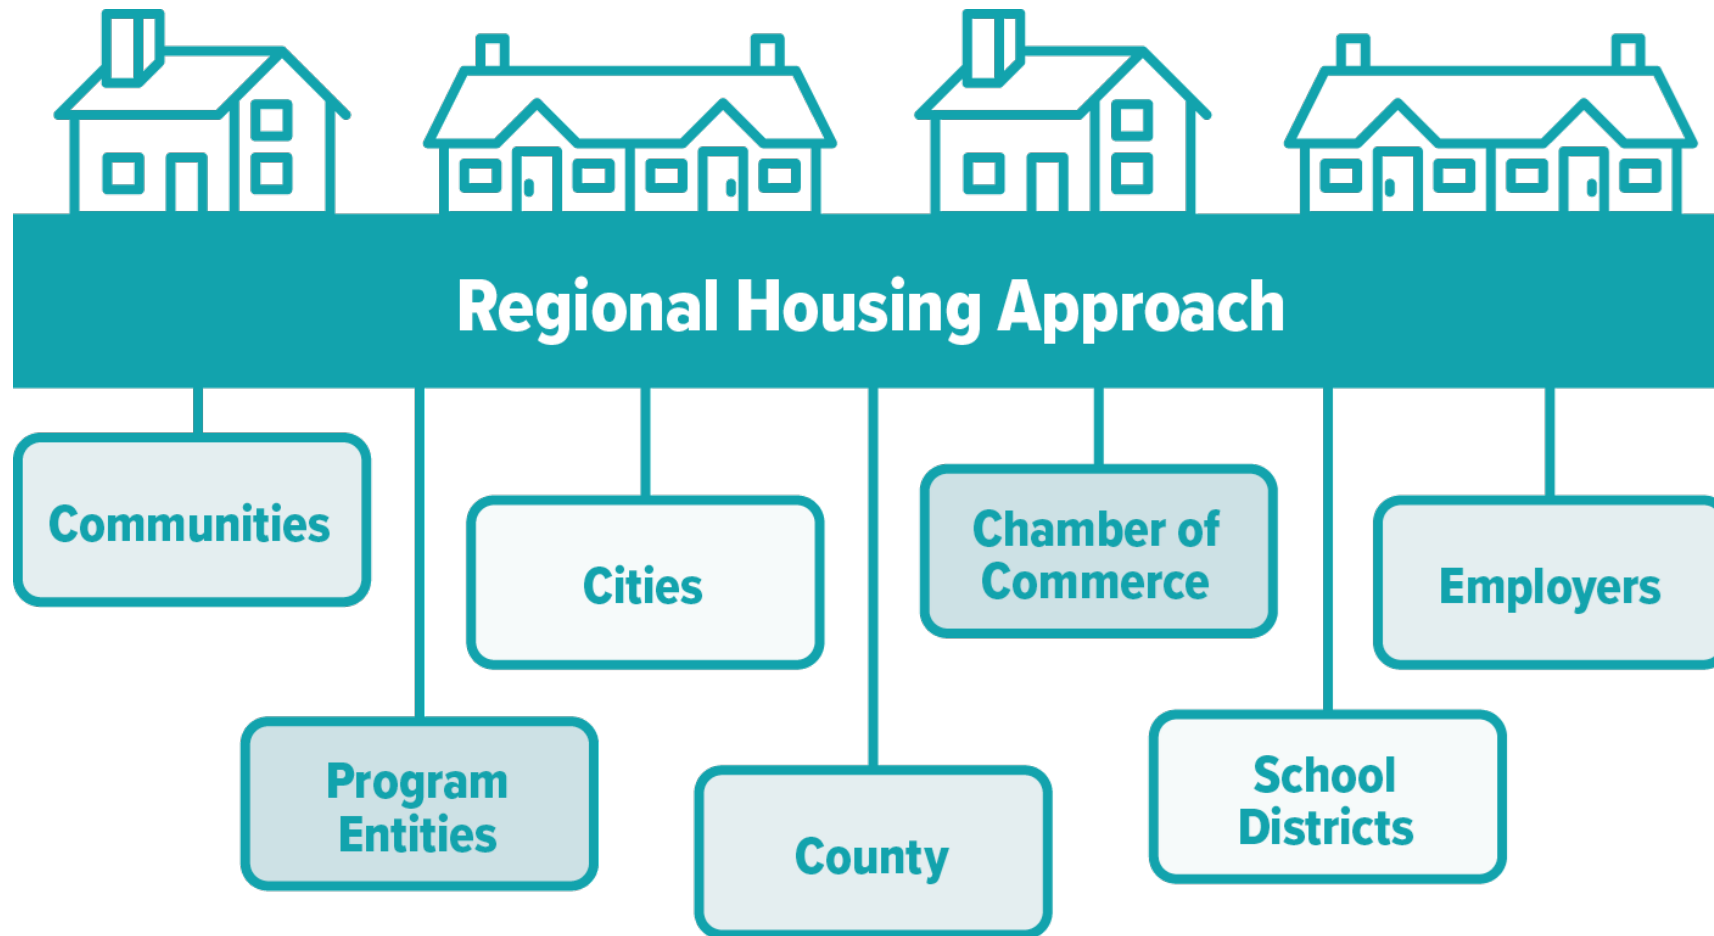 Regional Housing Approach
Communities
Program
Entities
Cities
County
Chamber of
Commerce
School
Districts
Employers